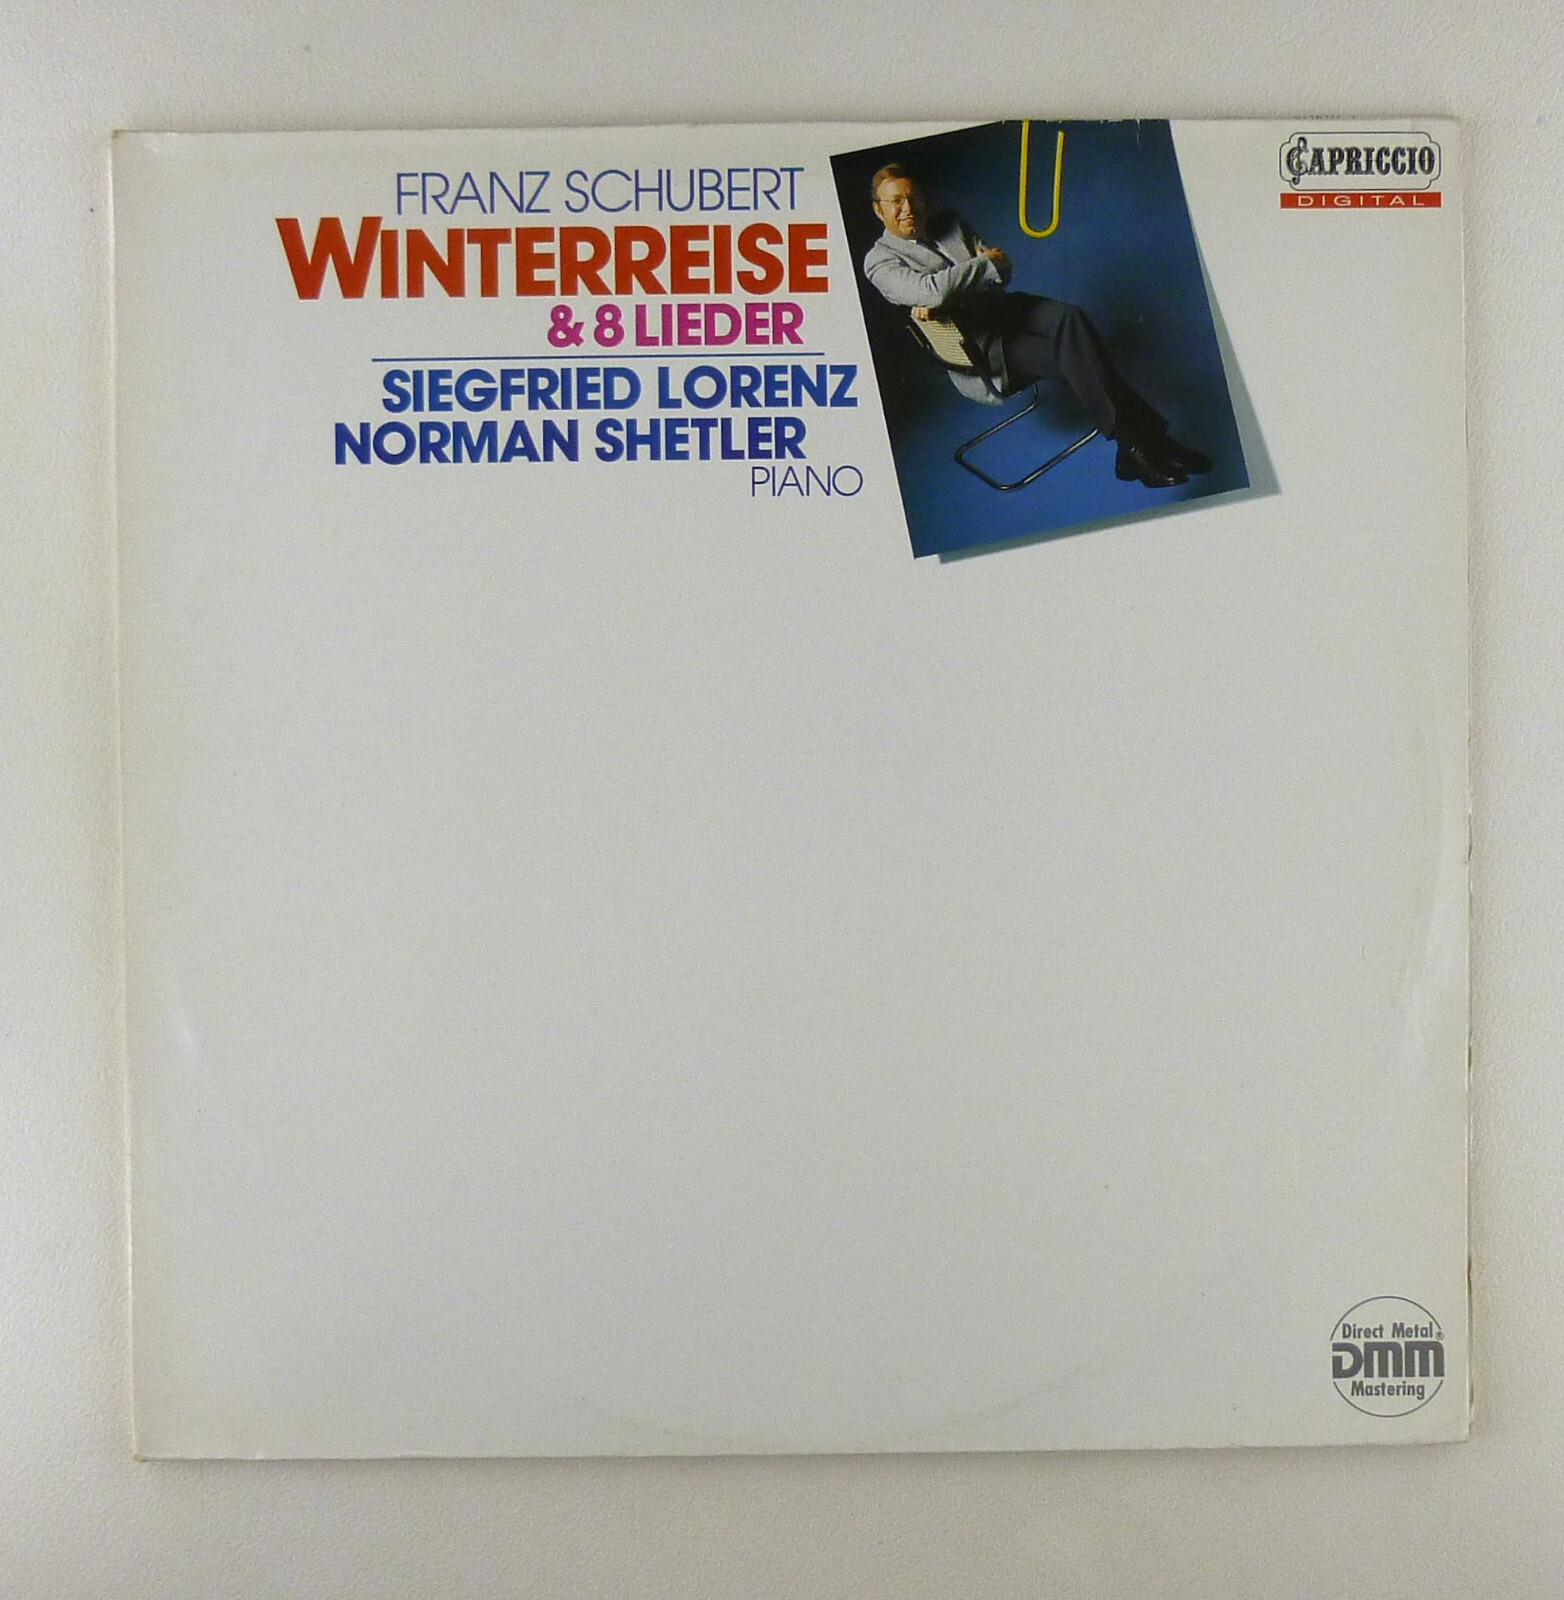 FRANZ SCHUBERT
WINTERREISE
& 8 LIEDER
SIEGFRIED LORENZ
NORMAN SHETLER
PIANO
CAPRICCIO
DIGITAL
Direct Metal®
DMM
Mastering